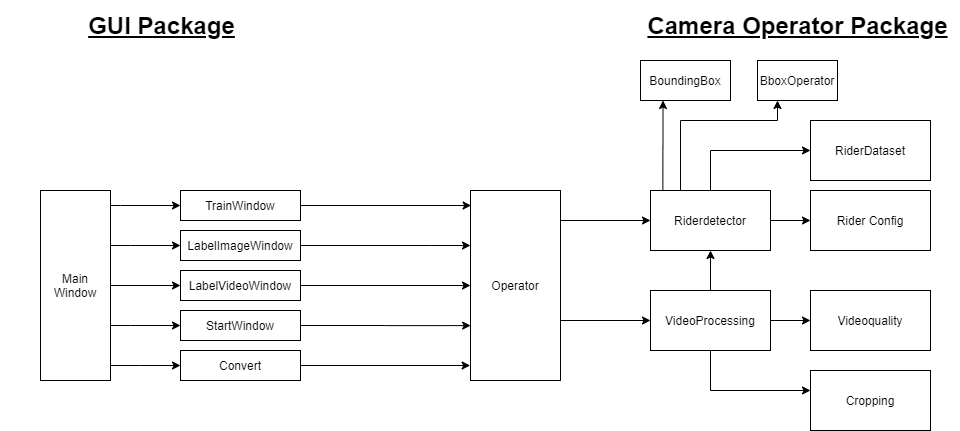 GUI Package
Camera Operator Package
BoundingBox
BboxOperator
RiderDataset
Main
Window
TrainWindow
LabelImageWindow
LabelVideoWindow
StartWindow
Convert
Operator
Riderdetector
Rider Config
VideoProcessing
Videoquality
Cropping